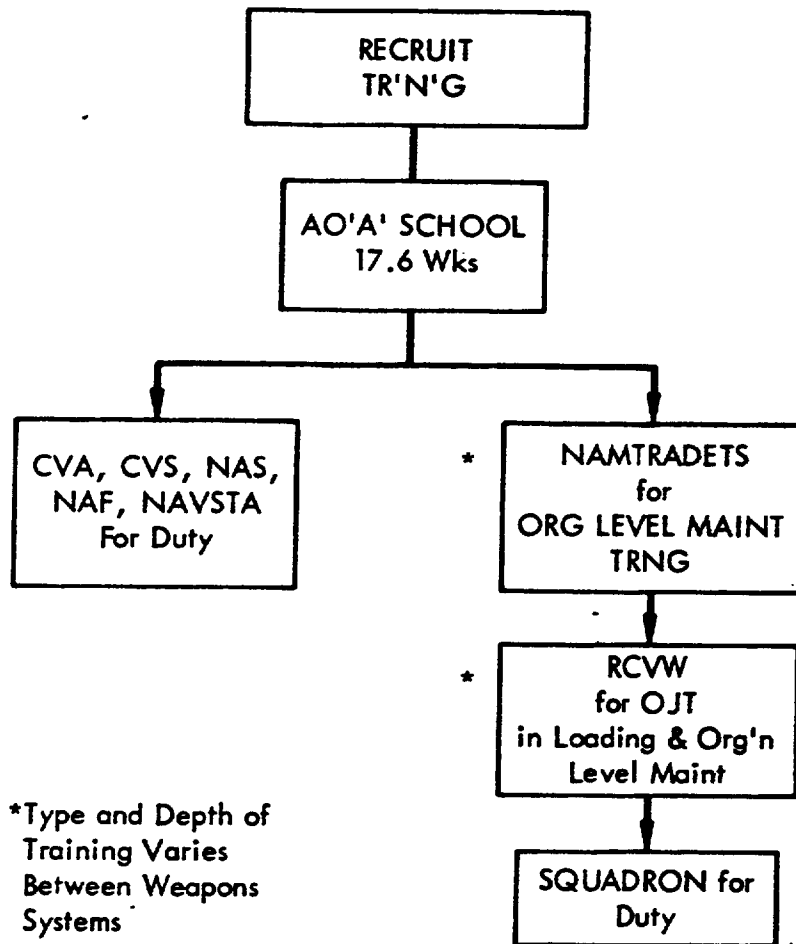 RECRUIT
TR'N'G
AO'A' SCHOOL
17.6 Wks
CVA, CVS, NAS,
NAF, NAVSTA
For Duty
* NAMTRADETS
for
ORG LEVEL MAINT
TRNG
* RCVW
for OJT
in Loading & Org'n
Level Maint
SQUADRON for
Duty
*Type and Depth of
Training Varies
Between Weapons
Systems